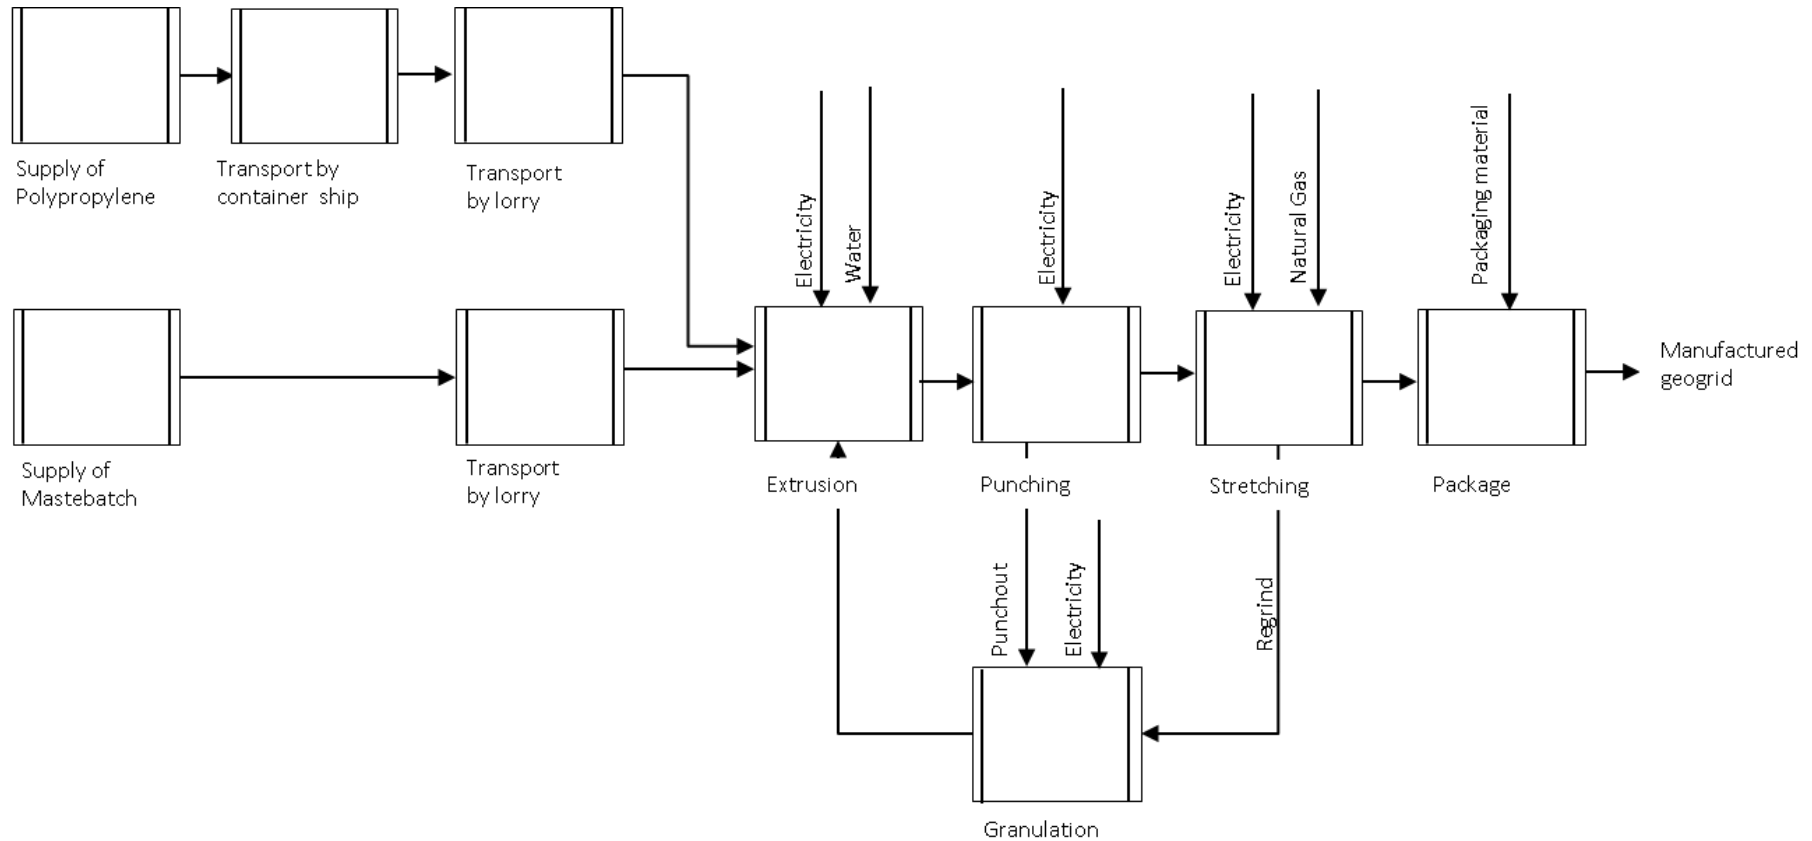 Supply of
Polypropylene
Transport by
container ship
Transport
by lorry
Electricity
Water
Electricity
Electricity
Natural Gas
Packaging material
Manufactured
geogrid
Supply of
Mastebatch
Transport
by lorry
Extrusion
Punching
Stretching
Package
Punchout
Electricity
Regrind
Granulation